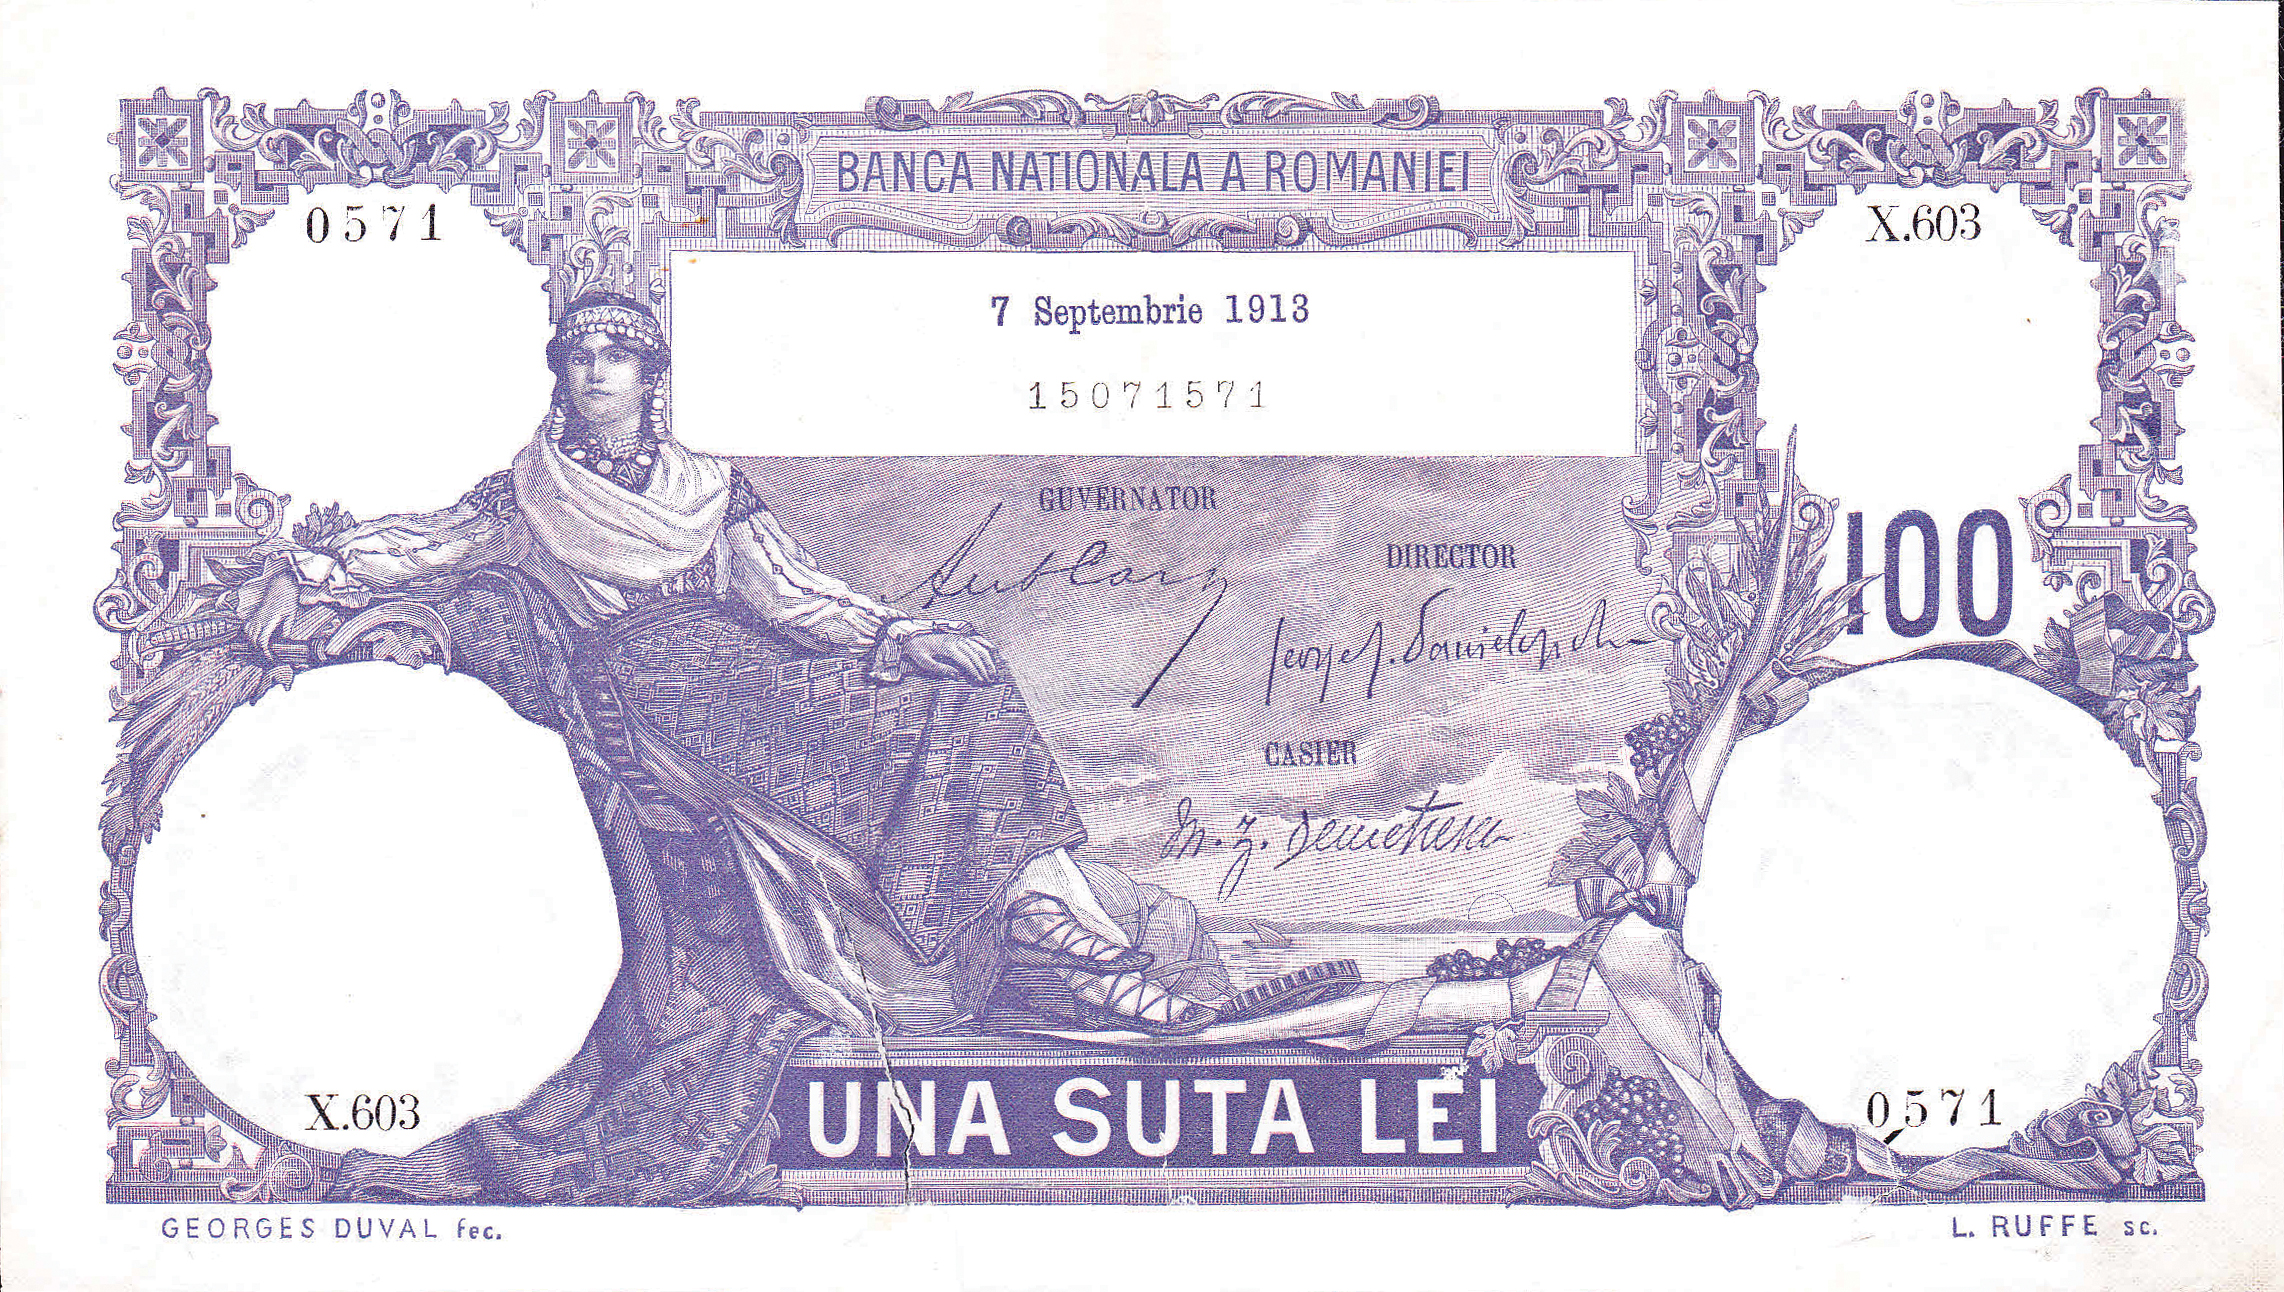 BANCA NATIONALA A ROMANIEI
0571
X.603
7 Septembrie 1913
15071571
GUVERNATOR
DIRECTOR
100
CASIER
M. Z. Demetrescu
X.603
0571
UNA SUTA LEI
GEORGES DUVAL fec.
L. RUFFE sc.